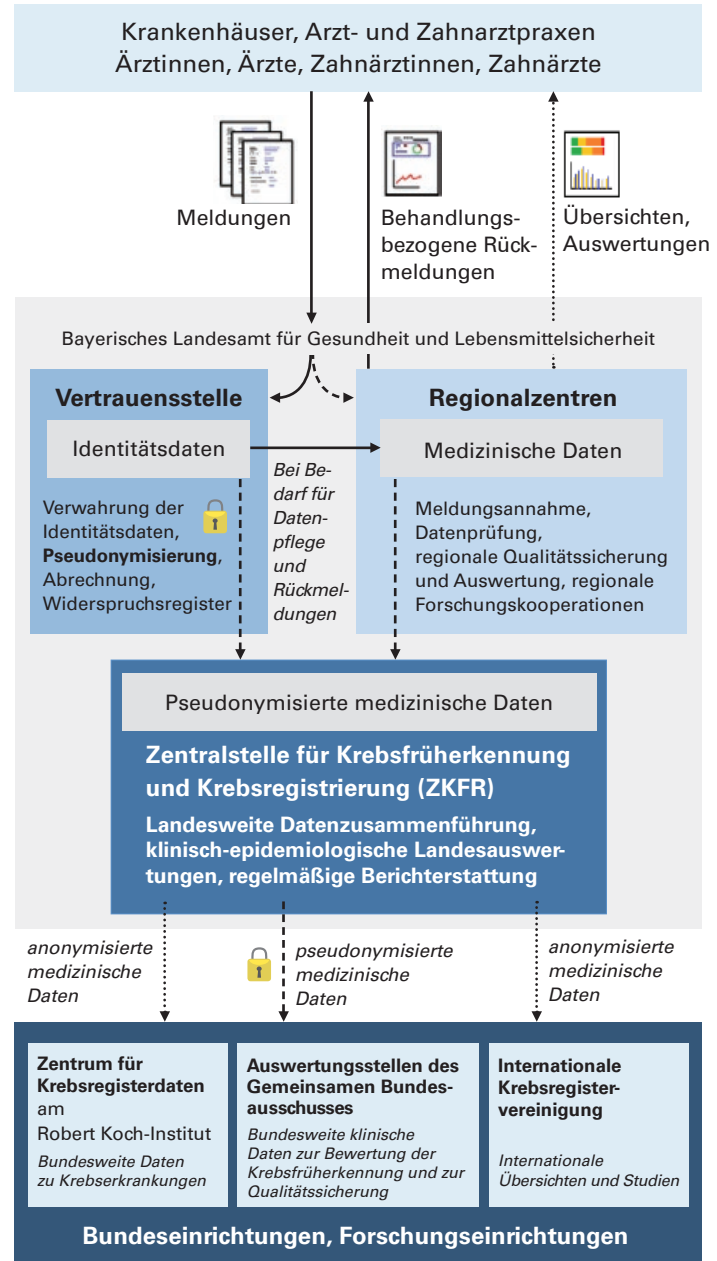 Krankenhäuser, Arzt- und Zahnarztpraxen
Ärztinnen, Ärzte, Zahnärztinnen, Zahnärzte
Meldungen
Behandlungs-
bezogene Rück-
meldungen
Übersichten,
Auswertungen
Bayerisches Landesamt für Gesundheit und Lebensmittelsicherheit
Vertrauensstelle
Identitätsdaten
Verwahrung der
Identitätsdaten,
Pseudonymisierung,
Abrechnung,
Widerspruchsregister
Bei Be-
darf für
Daten-
pflege
und
Rückmel-
dungen
Regionalzentren
Medizinische Daten
Meldungsannahme,
Datenprüfung,
regionale Qualitätssicherung
und Auswertung, regionale
Forschungskooperationen
Pseudonymisierte medizinische Daten
Zentralstelle für Krebsfrüherkennung
und Krebsregistrierung (ZKFR)
Landesweite Datenzusammenführung,
klinisch-epidemiologische Landesauswer-
tungen, regelmäßige Berichterstattung
anonymisierte
medizinische
Daten
pseudonymisierte
medizinische
Daten
anonymisierte
medizinische
Daten
Zentrum für
Krebsregisterdaten
am
Robert Koch-Institut
Bundesweite Daten
zu Krebserkrankungen
Auswertungsstellen des
Gemeinsamen Bundes-
ausschusses
Bundesweite klinische
Daten zur Bewertung der
Krebsfrüherkennung und zur
Qualitätssicherung
Internationale
Krebsregister-
vereinigung
Internationale
Übersichten und Studien
Bundeseinrichtungen, Forschungseinrichtungen